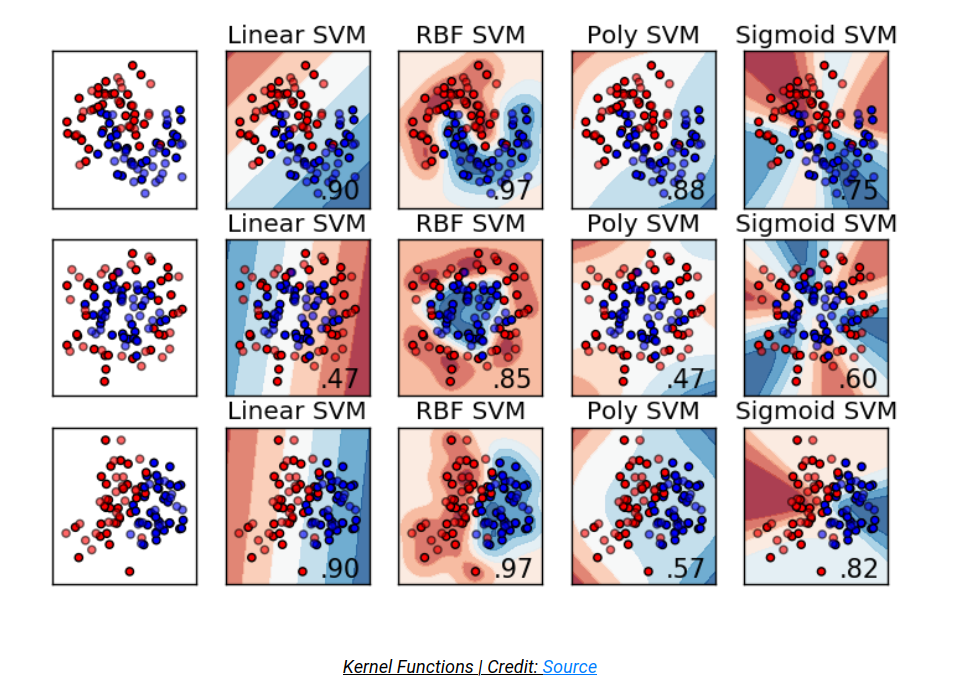 Linear SVM RBF SVM Poly SVM Sigmoid SVM
.90 .97 .88 .75
Linear SVM RBF SVM Poly SVM Sigmoid SVM
.47 .85 .47 .60
Linear SVM RBF SVM Poly SVM Sigmoid SVM
.90 .97 .57 .82
Kernel Functions | Credit: Source